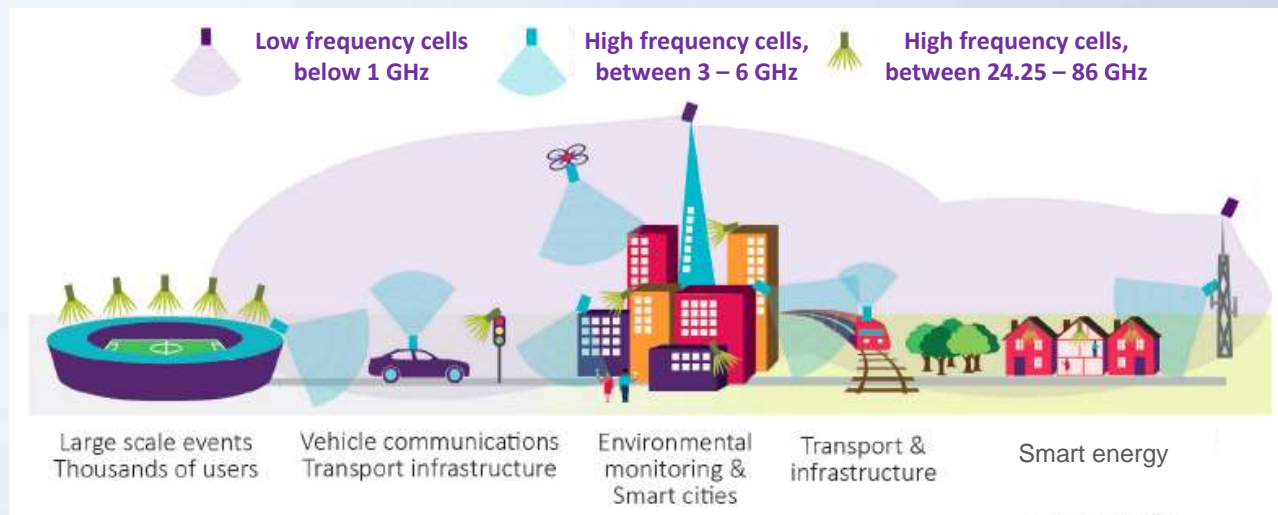 Low frequency cells
below 1 GHz
High frequency cells,
between 3 – 6 GHz
High frequency cells,
between 24.25 – 86 GHz
Large scale events
Thousands of users
Vehicle communications
Transport infrastructure
Environmental
monitoring &
Smart cities
Transport &
infrastructure
Smart energy